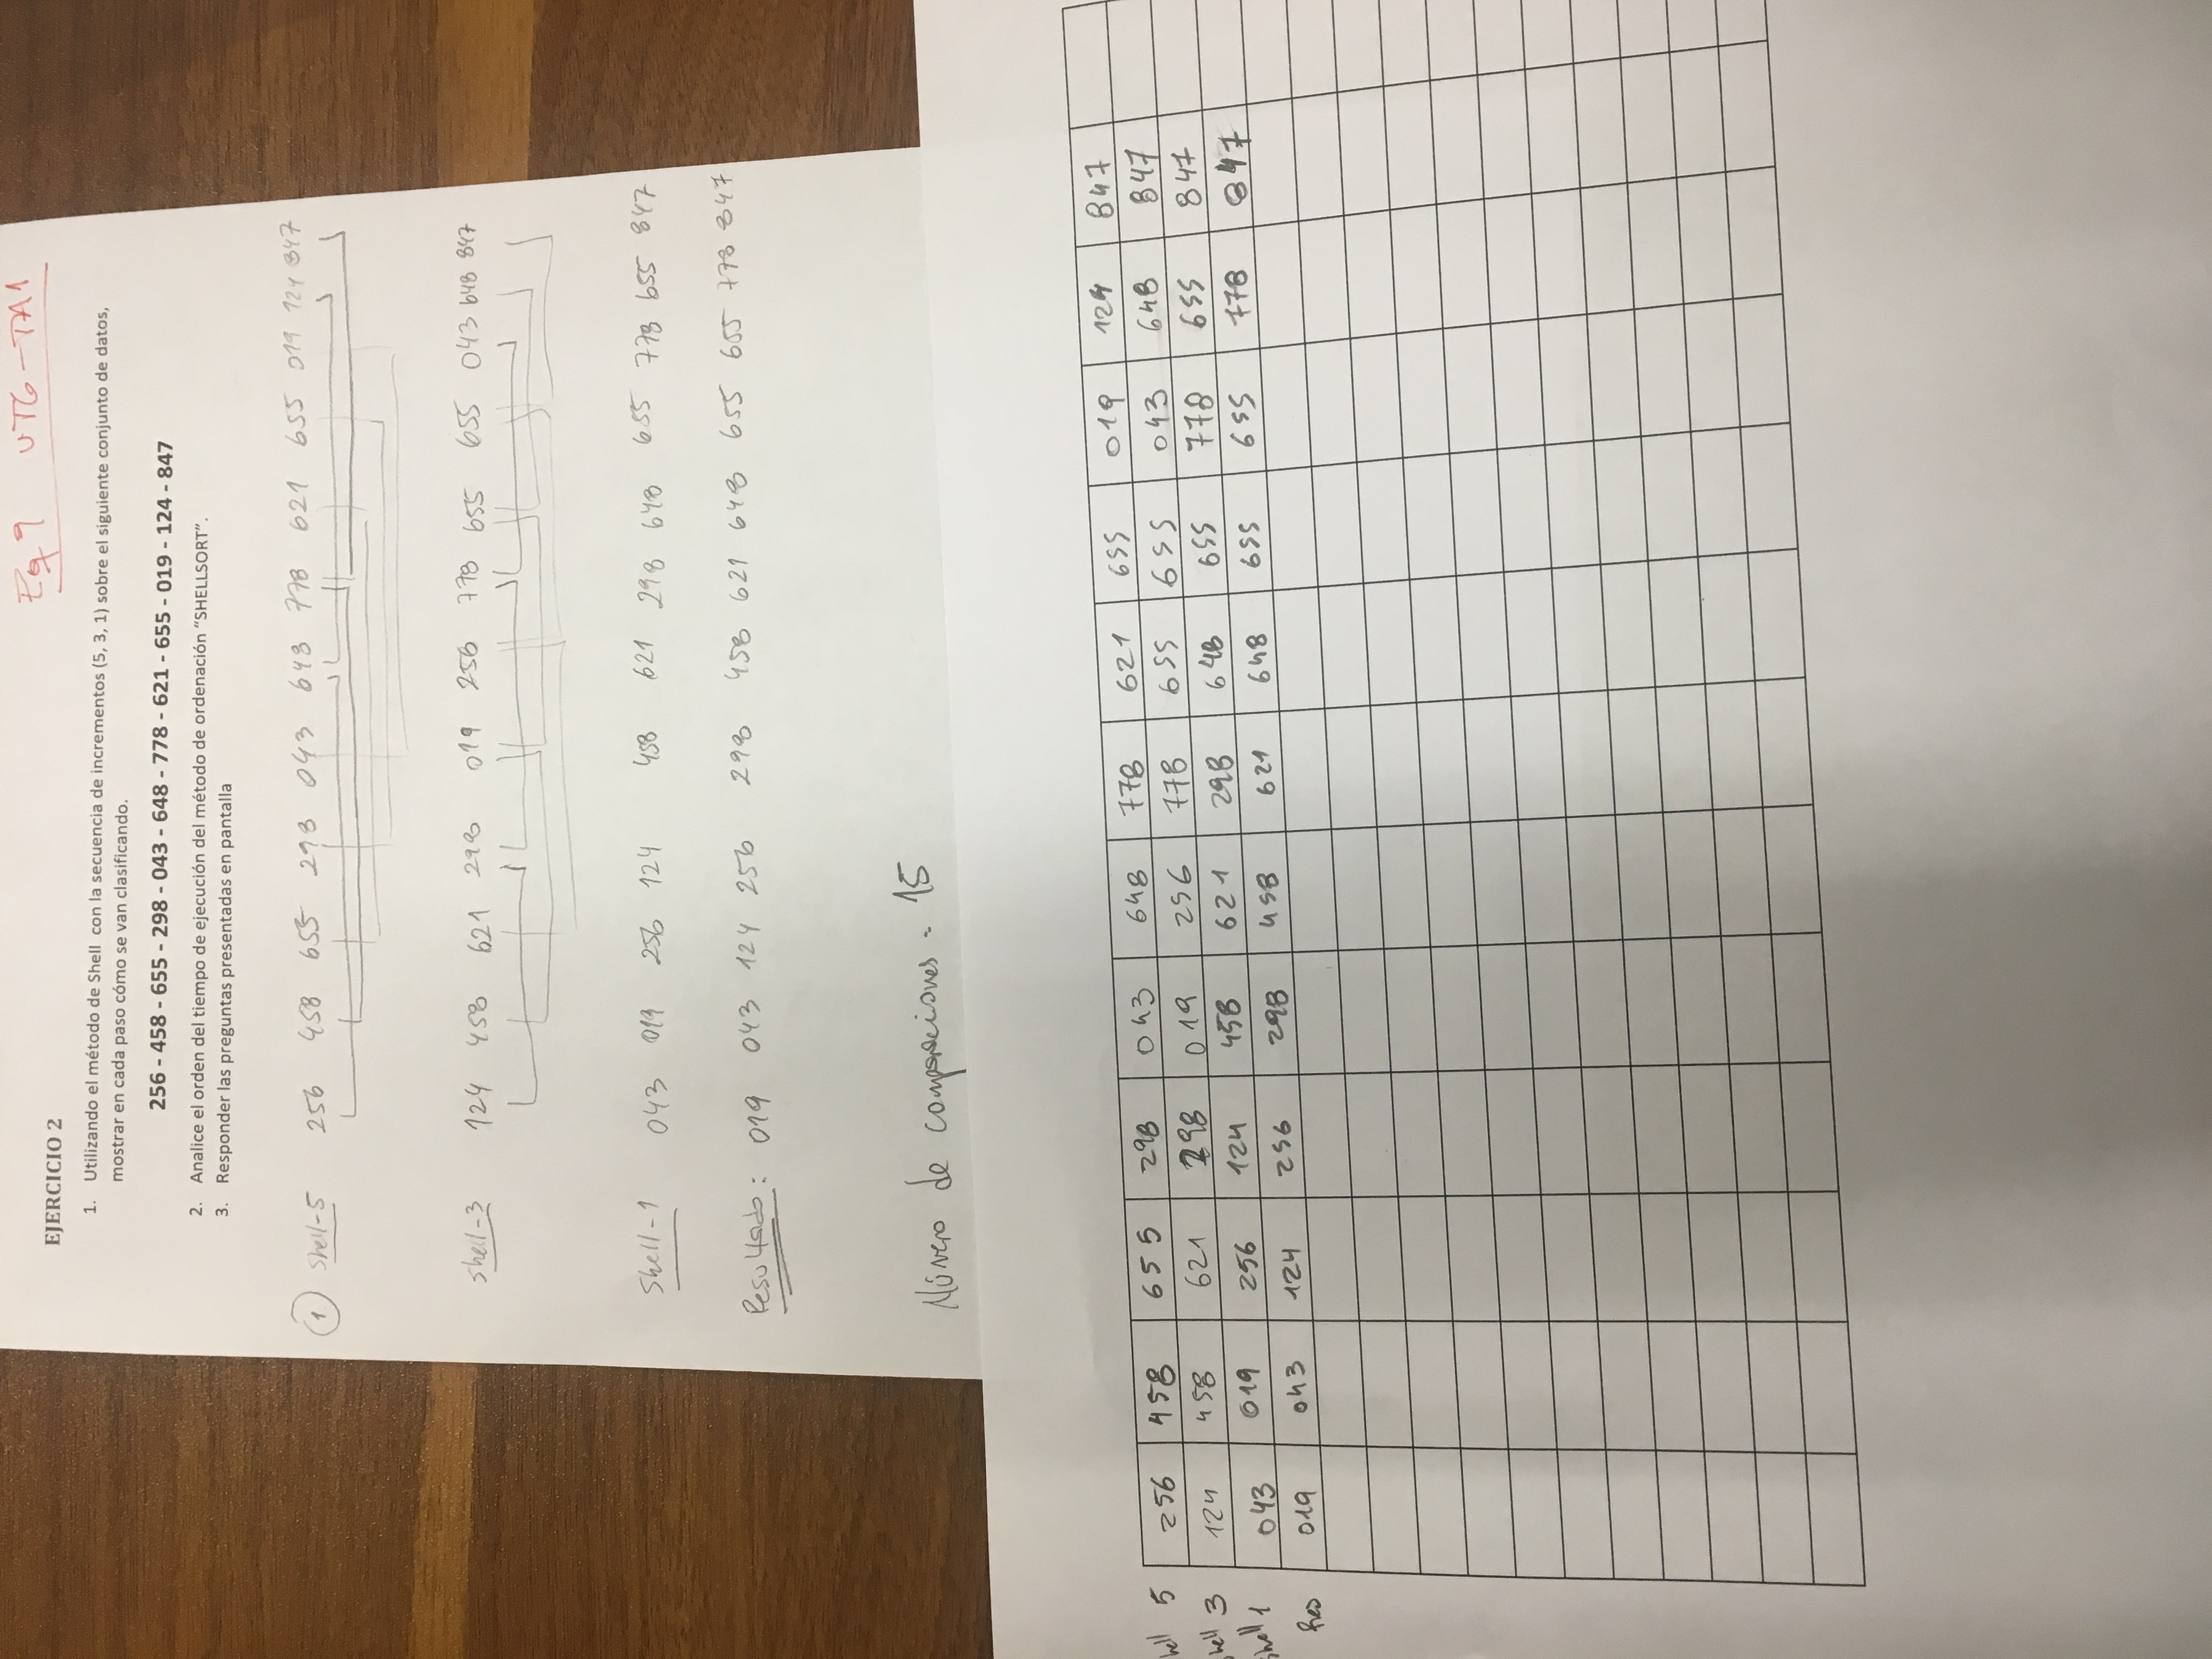 Eq 9 UT6-TA1
EJERCICIO 2
1. Utilizando el método de Shell con la secuencia de incrementos (5, 3, 1) sobre el siguiente conjunto de datos,
mostrar en cada paso cómo se van clasificando.
256 - 458 - 655 - 298 - 043 - 648 - 778 - 621 - 655 - 019 - 124 - 847
2. Analice el orden del tiempo de ejecución del método de ordenación “SHELLSORT”.
3. Responder las preguntas presentadas en pantalla
1 Shell-5 256 458 655 298 043 648 778 621 655 019 124 847
Shell-3 124 458 621 298 019 256 778 655 655 043 648 847
Shell-1 043 019 256 124 458 621 298 648 655 778 655 847
Resultado: 019 043 124 256 298 458 621 648 655 655 778 847
Número de comparaciones = 15
hell 5 256 458 655 298 043 648 778 621 655 019 124 847
shell 3 124 458 621 298 019 256 778 655 655 043 648 847
shell 1 043 019 256 124 458 621 298 648 655 778 655 847
Res 019 043 124 256 298 458 621 648 655 655 778 847